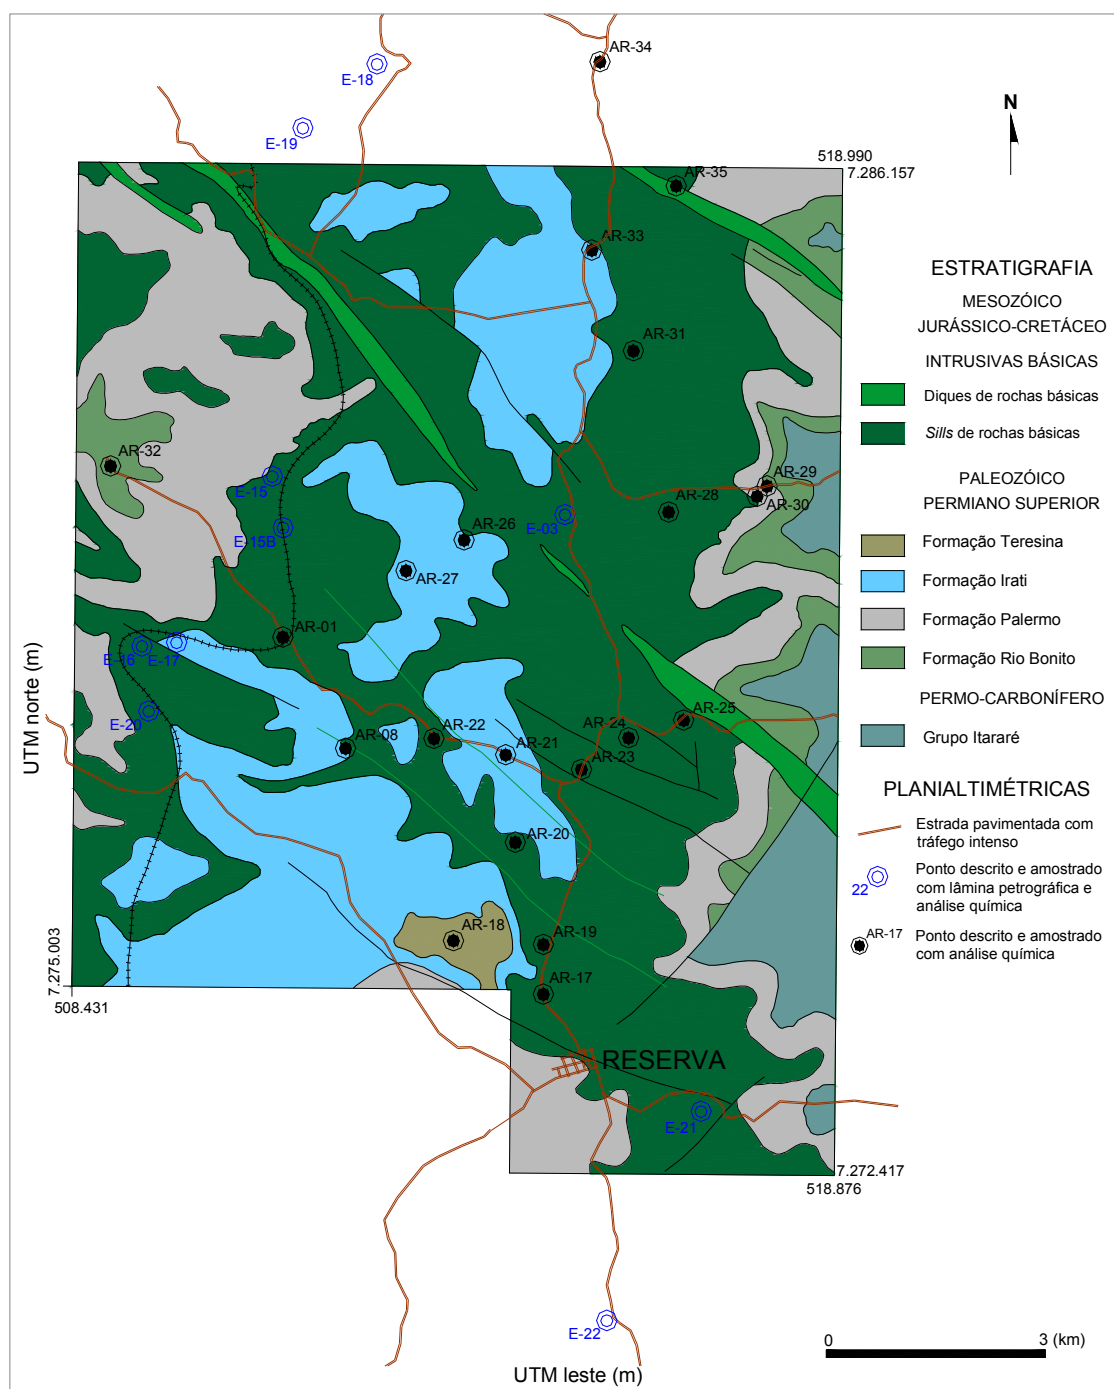 AR-34
E-18
E-19
N
518.990
7.286.157
AR-35
AR-33
AR-31
AR-32
E-15
E-15B
AR-26
AR-27
E-03
AR-28
AR-29
AR-30
AR-01
E-16
E-17
E-20
AR-08
AR-22
AR-21
AR-24
AR-25
AR-23
AR-20
AR-18
AR-19
AR-17
RESERVA
E-21
E-22
UTM norte (m)
7.275.003
508.431
7.272.417
518.876
UTM leste (m)
0
3 (km)
ESTRATIGRAFIA
MESOZÓICO
JURÁSSICO-CRETÁCEO
INTRUSIVAS BÁSICAS
Diques de rochas básicas
Sills de rochas básicas
PALEOZÓICO
PERMIANO SUPERIOR
Formação Teresina
Formação Irati
Formação Palermo
Formação Rio Bonito
PERMO-CARBONÍFERO
Grupo Itararé
PLANIALTIMÉTRICAS
Estrada pavimentada com
tráfego intenso
22
Ponto descrito e amostrado
com lâmina petrográfica e
análise química
AR-17
Ponto descrito e amostrado
com análise química